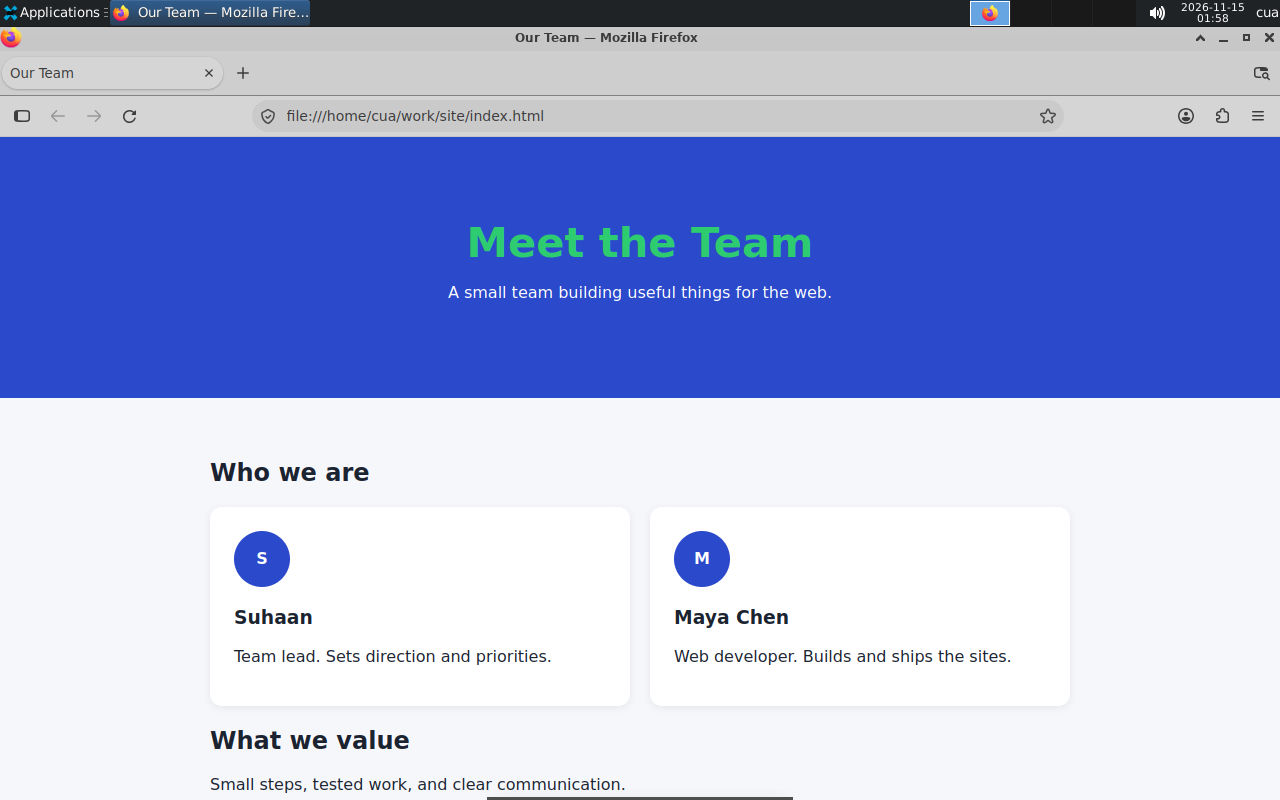 Applications
Our Team — Mozilla Fire...
2026-11-15
01:58
cua
Our Team — Mozilla Firefox
Our Team
file:///home/cua/work/site/index.html
Meet the Team
A small team building useful things for the web.
Who we are
S
Suhaan
Team lead. Sets direction and priorities.
M
Maya Chen
Web developer. Builds and ships the sites.
What we value
Small steps, tested work, and clear communication.